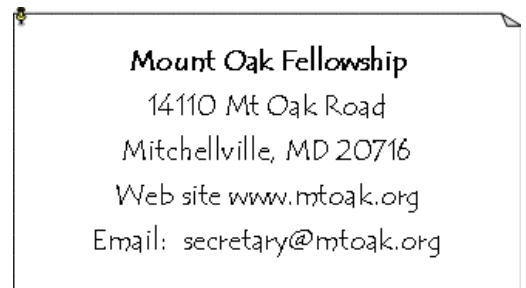 Mount Oak Fellowship
14110 Mt Oak Road
Mitchellville, MD 20716
Web site www.mtoak.org
Email: secretary@mtoak.org